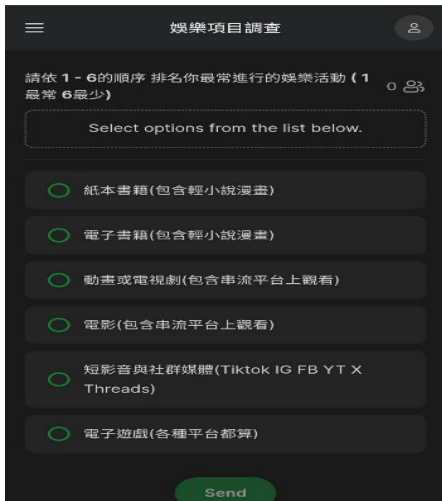 娛樂項目調查
請依 1 - 6的順序 排名你最常進行的娛樂活動 ( 1
最常 6最少)
0
Select options from the list below.
紙本書籍(包含輕小說漫畫)
電子書籍(包含輕小說漫畫)
動畫或電視劇(包含串流平台上觀看)
電影(包含串流平台上觀看)
短影音與社群媒體(Tiktok IG FB YT X
Threads)
電子遊戲(各種平台都算)
Send